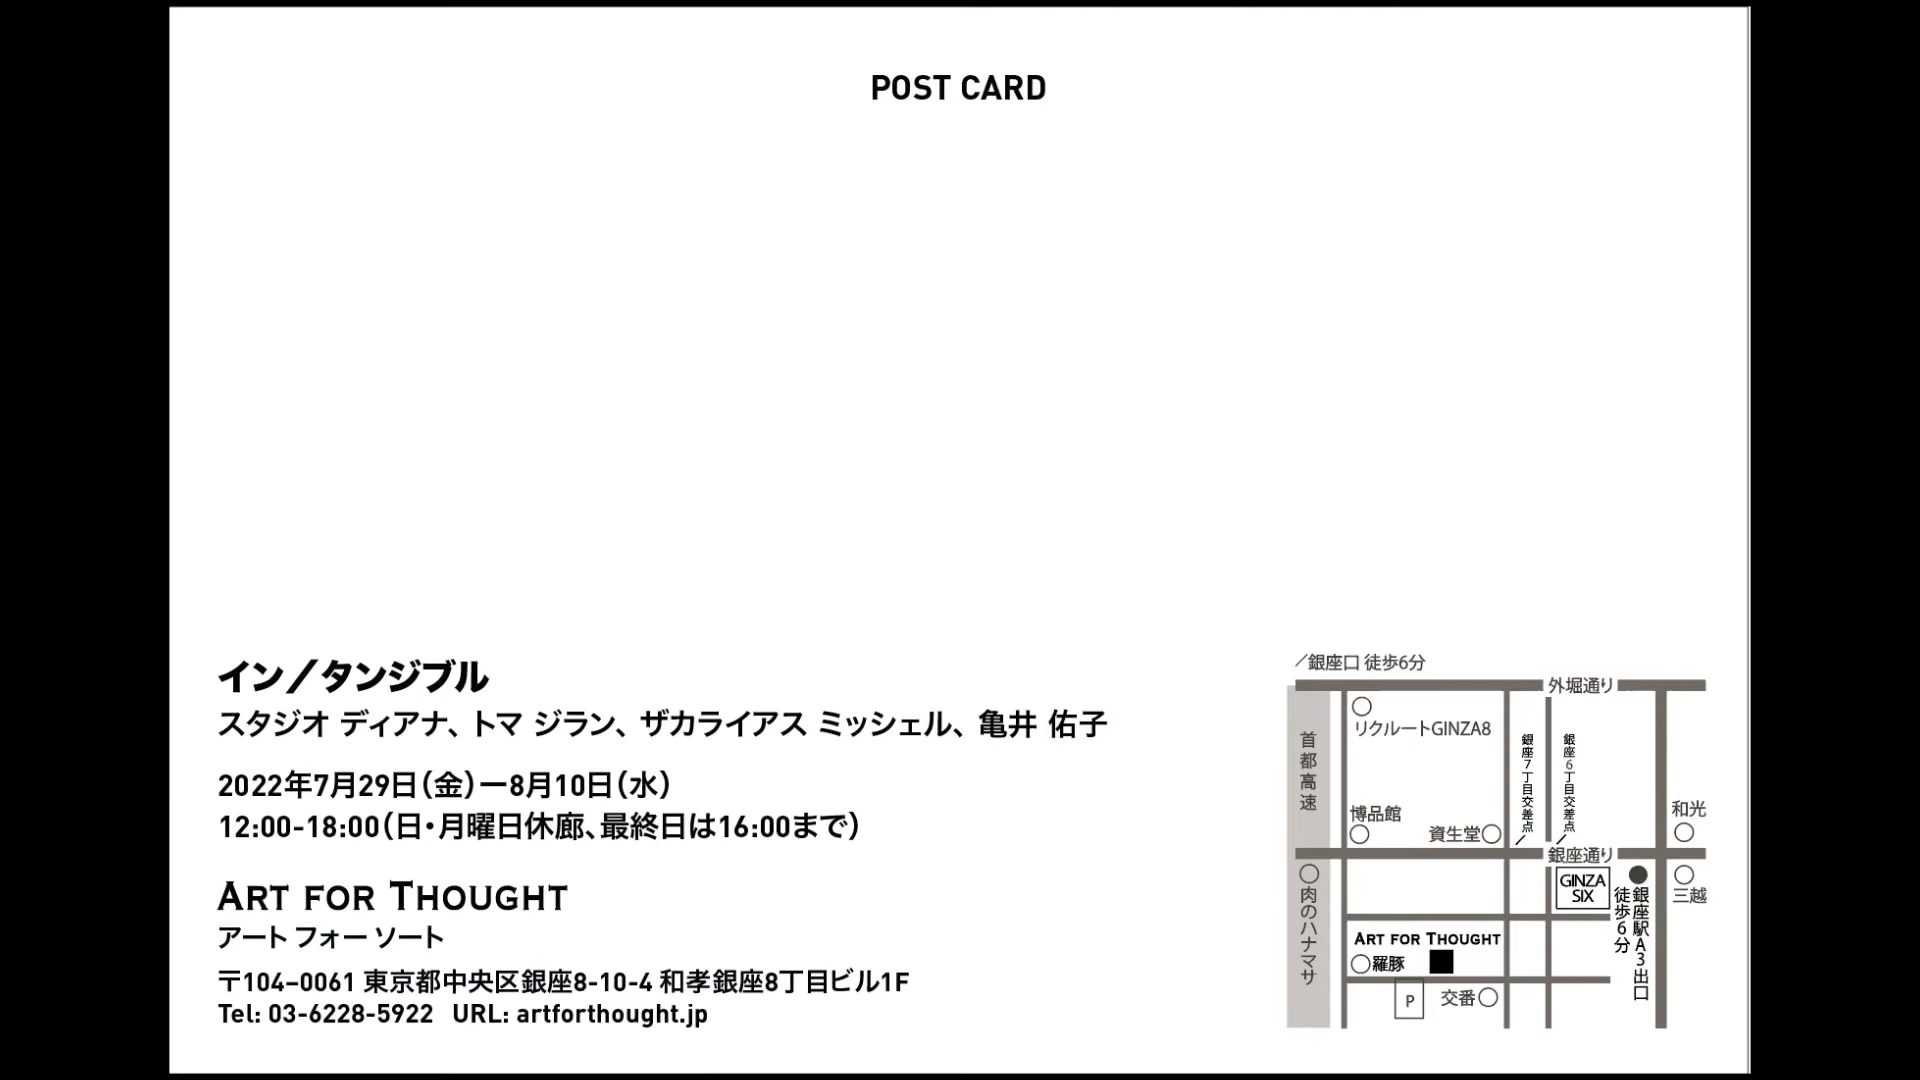 POST CARD
イン／タンジブル
スタジオ ディアナ、トマ ジラン、ザカライアス ミッシェル、亀井 佑子
2022年7月29日（金）ー8月10日（水）
12:00-18:00（日・月曜日休廊、最終日は16:00まで）
ART FOR THOUGHT
アート フォー ソート
〒104-0061 東京都中央区銀座8-10-4 和孝銀座8丁目ビル1F
Tel: 03-6228-5922 URL: artforthought.jp
／銀座口 徒歩6分
外堀通り
リクルートGINZA8
首都高速
銀座7丁目交差点
銀座6丁目交差点
博品館
資生堂
和光
銀座通り
肉のハナマサ
GINZA
SIX
銀座駅A3出口
徒歩6分
三越
ART FOR THOUGHT
羅豚
P
交番